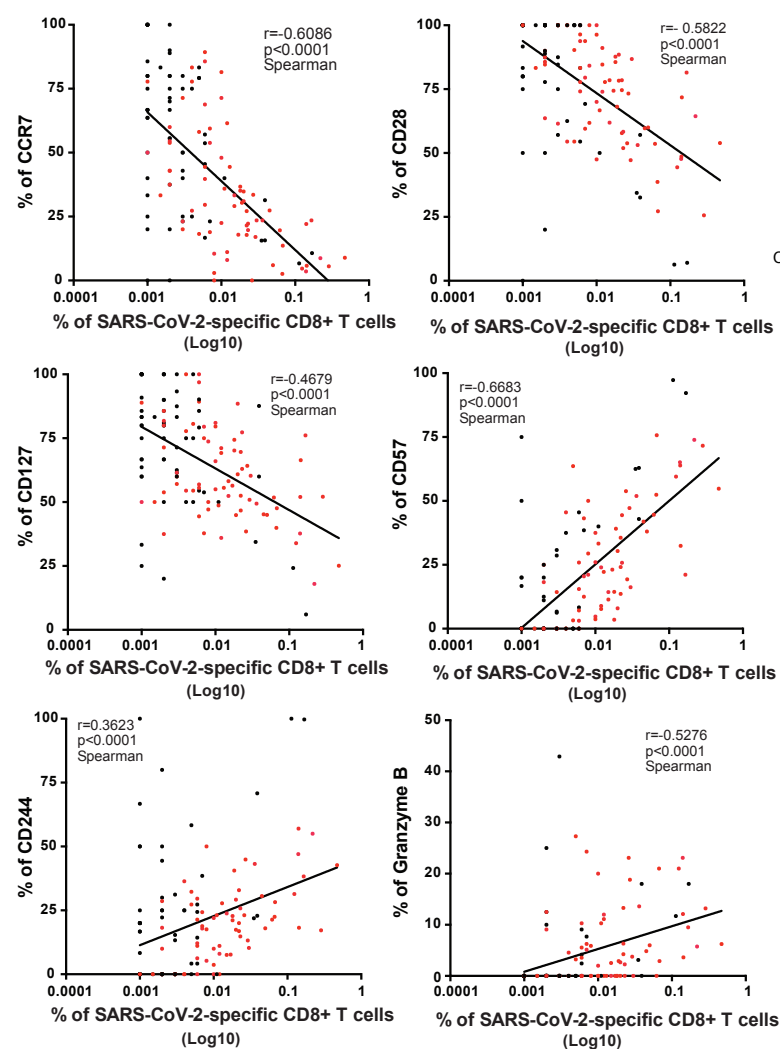 r=-0.6086
p<0.0001
Spearman
100
75
50
25
0
% of CCR7
0.0001 0.001 0.01 0.1 1
% of SARS-CoV-2-specific CD8+ T cells
(Log10)
r=- 0.5822
p<0.0001
Spearman
100
75
50
25
0
% of CD28
0.0001 0.001 0.01 0.1 1
% of SARS-CoV-2-specific CD8+ T cells
(Log10)
C
r=-0.4679
p<0.0001
Spearman
100
75
50
25
0
% of CD127
0.0001 0.001 0.01 0.1 1
% of SARS-CoV-2-specific CD8+ T cells
(Log10)
r=-0.6683
p<0.0001
Spearman
100
75
50
25
0
% of CD57
0.0001 0.001 0.01 0.1 1
% of SARS-CoV-2-specific CD8+ T cells
(Log10)
r=0.3623
p<0.0001
Spearman
100
75
50
25
0
% of CD244
0.0001 0.001 0.01 0.1 1
% of SARS-CoV-2-specific CD8+ T cells
(Log10)
r=-0.5276
p<0.0001
Spearman
50
40
30
20
10
0
% of Granzyme B
0.0001 0.001 0.01 0.1 1
% of SARS-CoV-2-specific CD8+ T cells
(Log10)